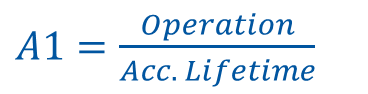 A1 = Operation / Acc. Lifetime